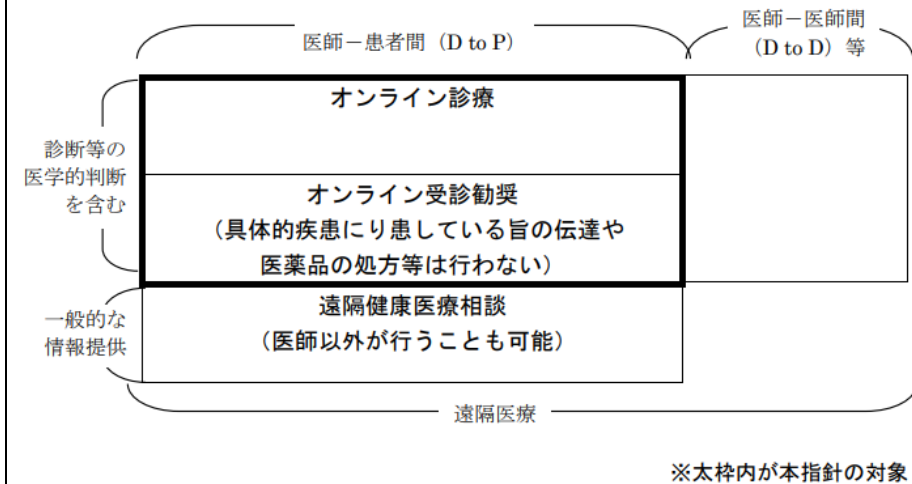 医師－患者間（D to P）
医師－医師間
（D to D）等
オンライン診療
診断等の
医学的判断
を含む
オンライン受診勧奨
（具体的疾患にり患している旨の伝達や
医薬品の処方等は行わない）
一般的な
情報提供
遠隔健康医療相談
（医師以外が行うことも可能）
遠隔医療
※太枠内が本指針の対象